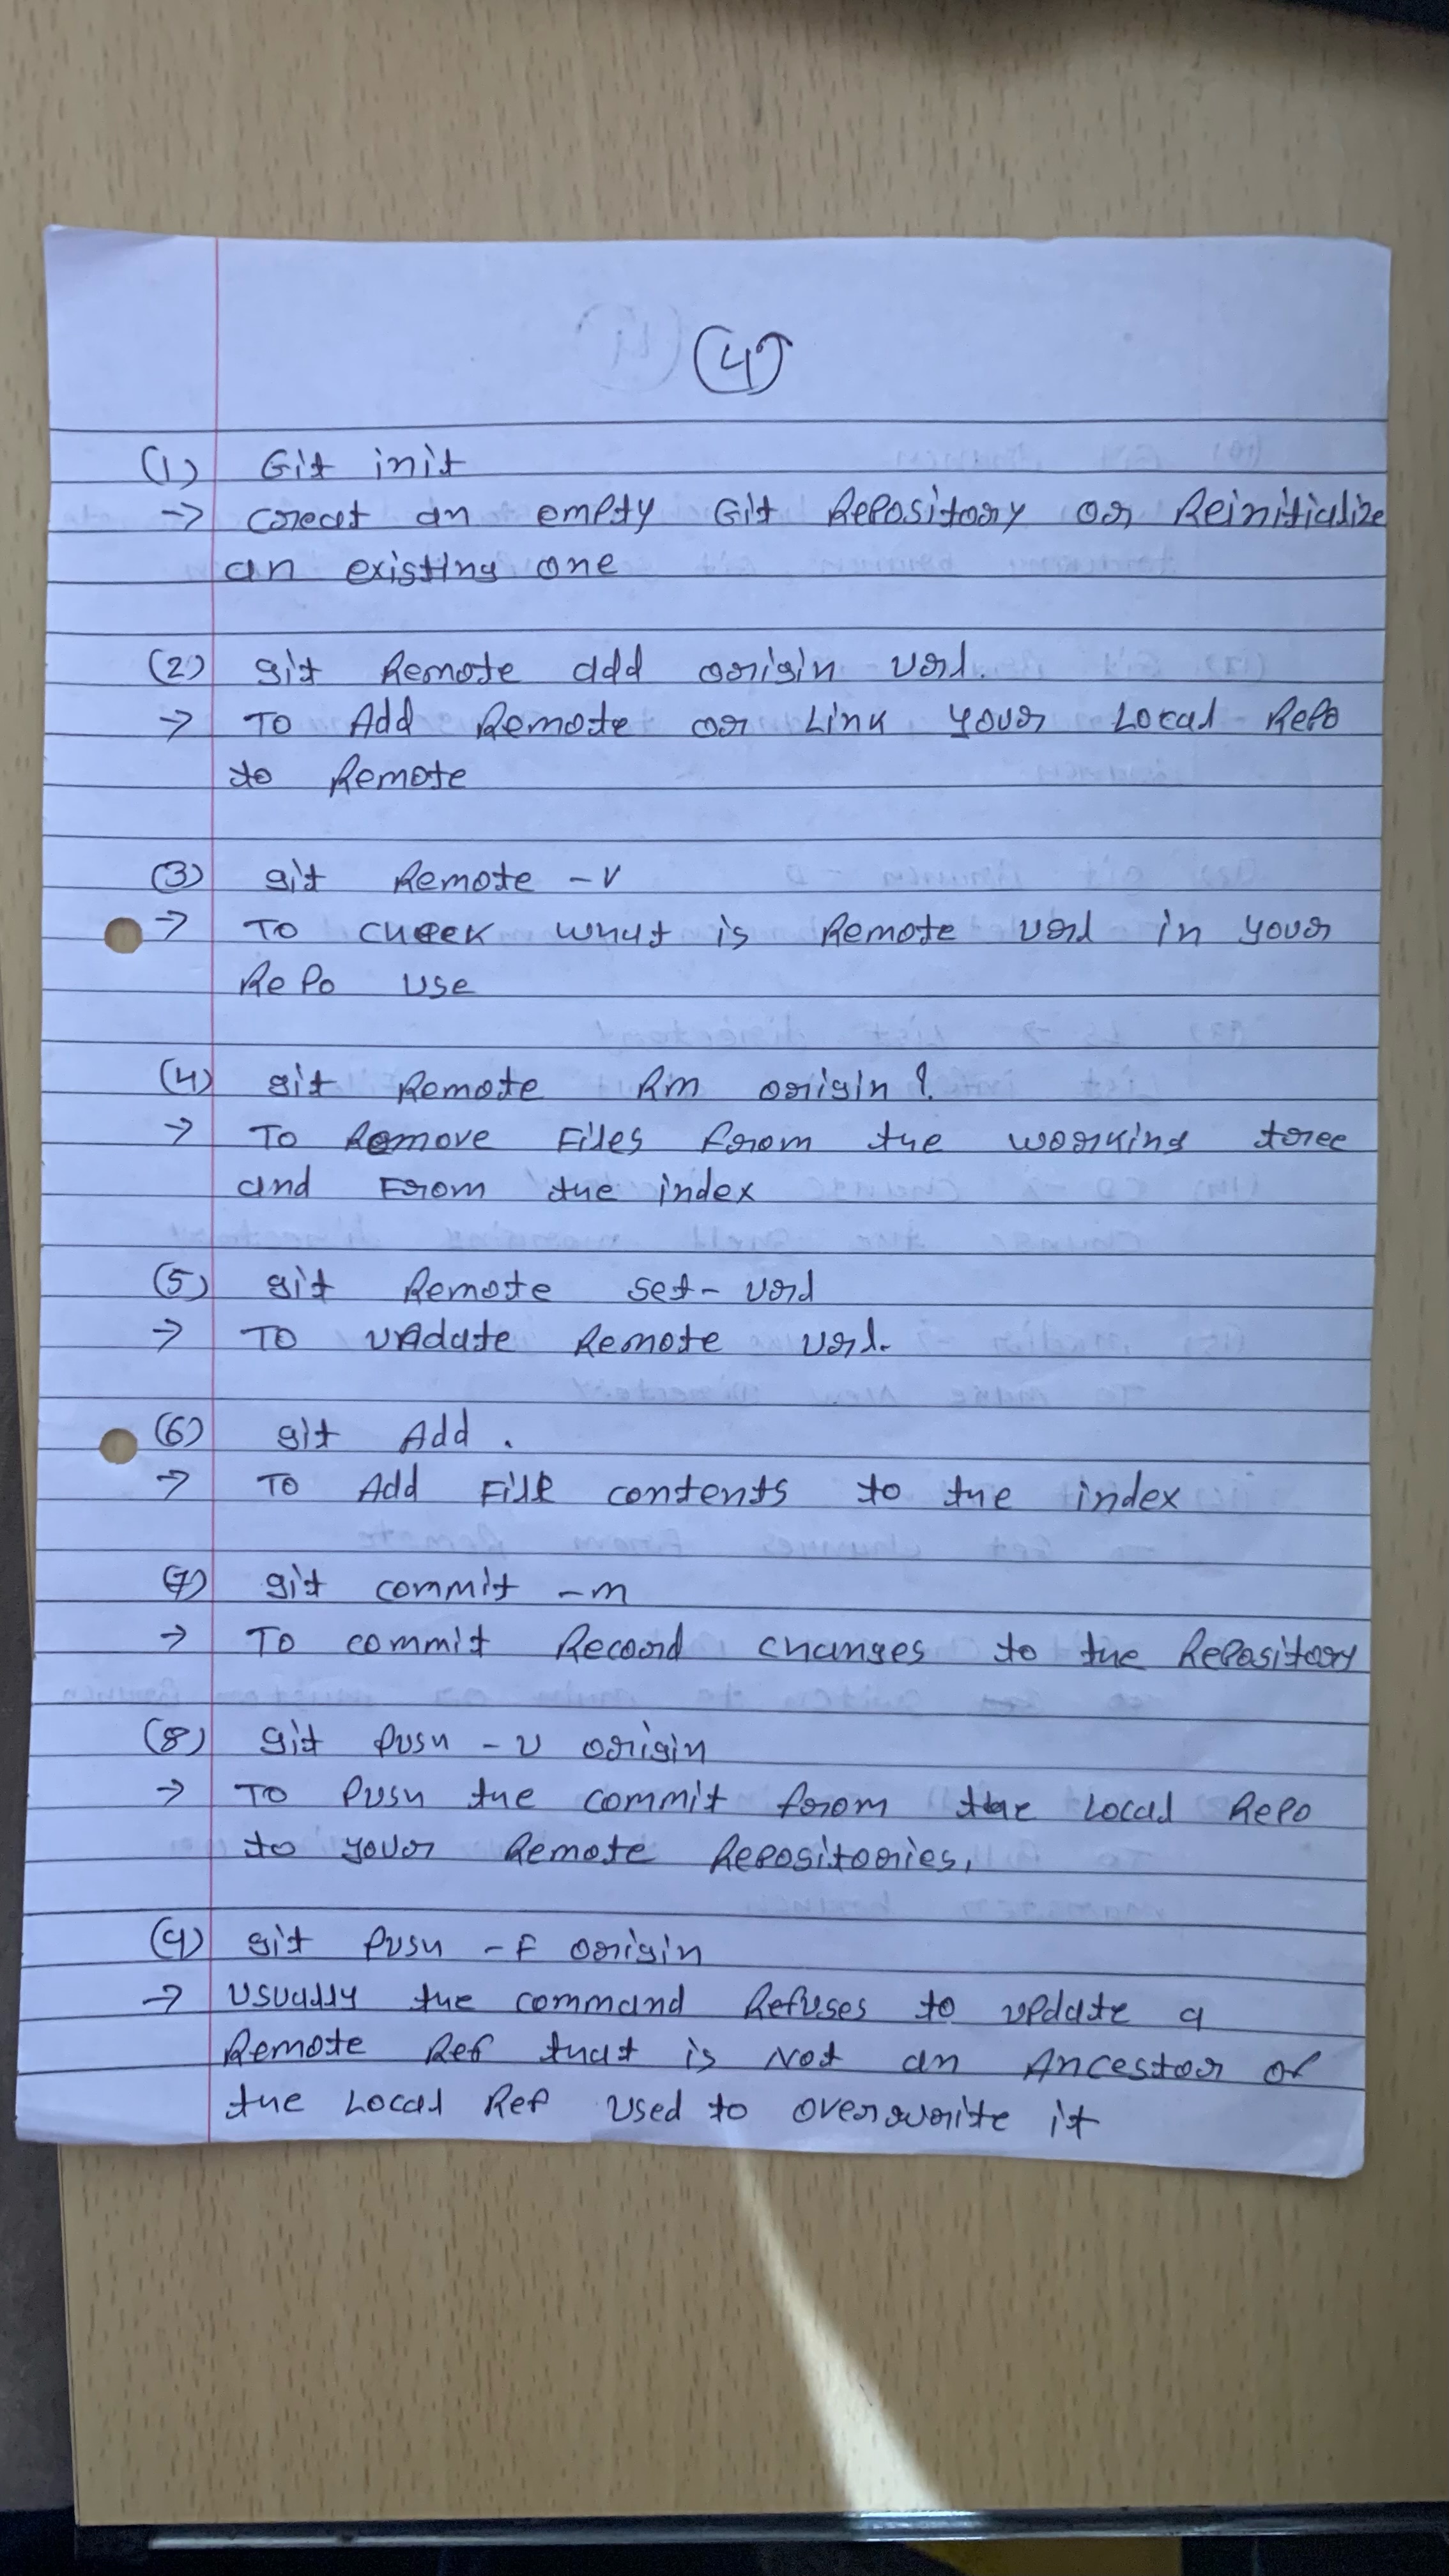 4
(1) Git init
→ Creat an empty Git Repository or Reinitialize
an existing one
(2) git Remote add origin url.
→ To Add Remote or Link your Local Repo
to Remote
(3) git Remote -v
→ To check what is Remote url in your
Repo use
(4) git Remote Rm origin ?
→ To Remove Files from the working tree
and From the index
(5) git Remote set-url
→ To update Remote url.
(6) git Add .
→ To Add File contents to the index
(7) git commit -m
→ To commit Record changes to the Repository
(8) git Push -u origin
→ To Push the commit from the Local Repo
to your Remote Repositories,
(9) git Push -F origin
→ Usually the command Refuses to update a
Remote Ref that is Not an Ancestor of
the Local Ref used to overwrite it